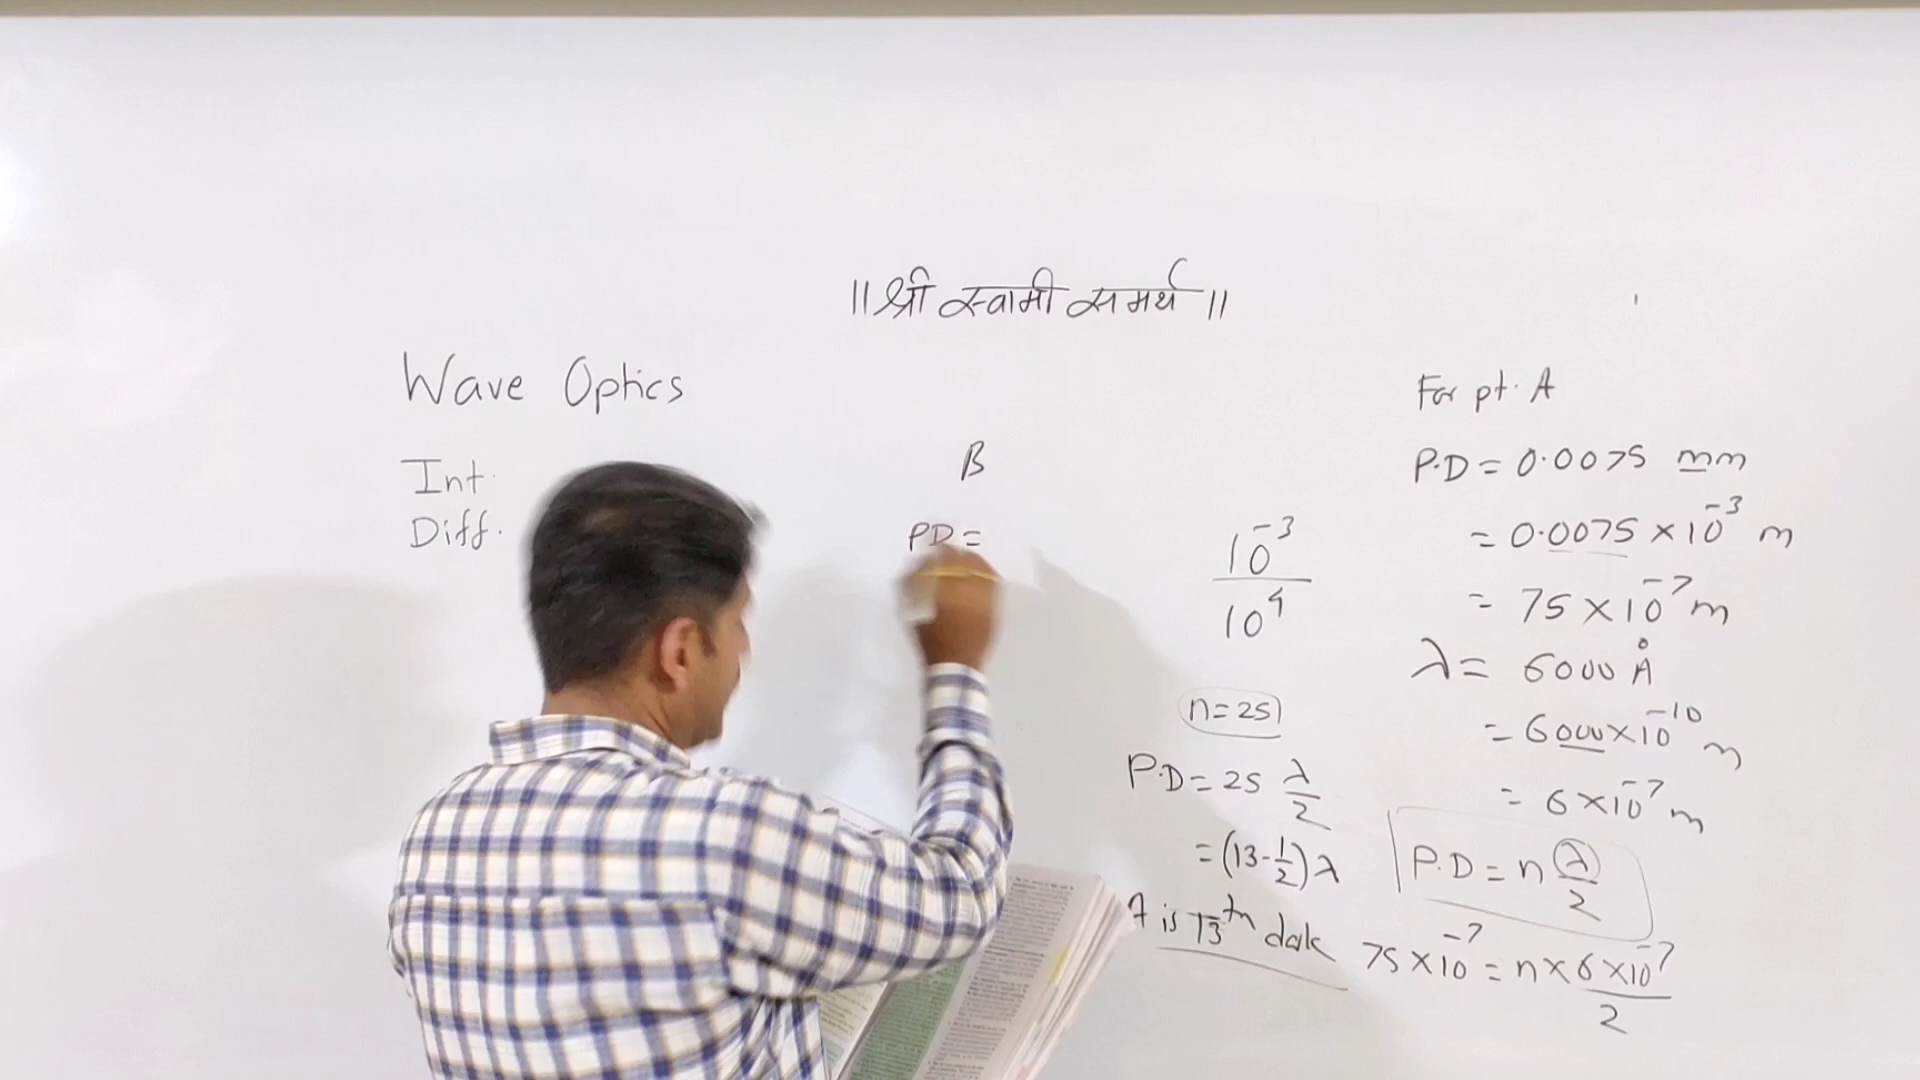 ॥ श्री स्वामी समर्थ ॥
Wave Optics
Int.
Diff.
B
PD =
10⁻³
10⁴
n = 25
P.D = 25 λ/2
= (13 - 1/2) λ
A is 13th dark
For pt. A
P.D = 0.0075 mm
= 0.0075 × 10⁻³ m
= 75 × 10⁻⁷ m
λ = 6000 Å
= 6000 × 10⁻¹⁰ m
= 6 × 10⁻⁷ m
P.D = n λ/2
75 × 10⁻⁷ = n × 6 × 10⁻⁷
2